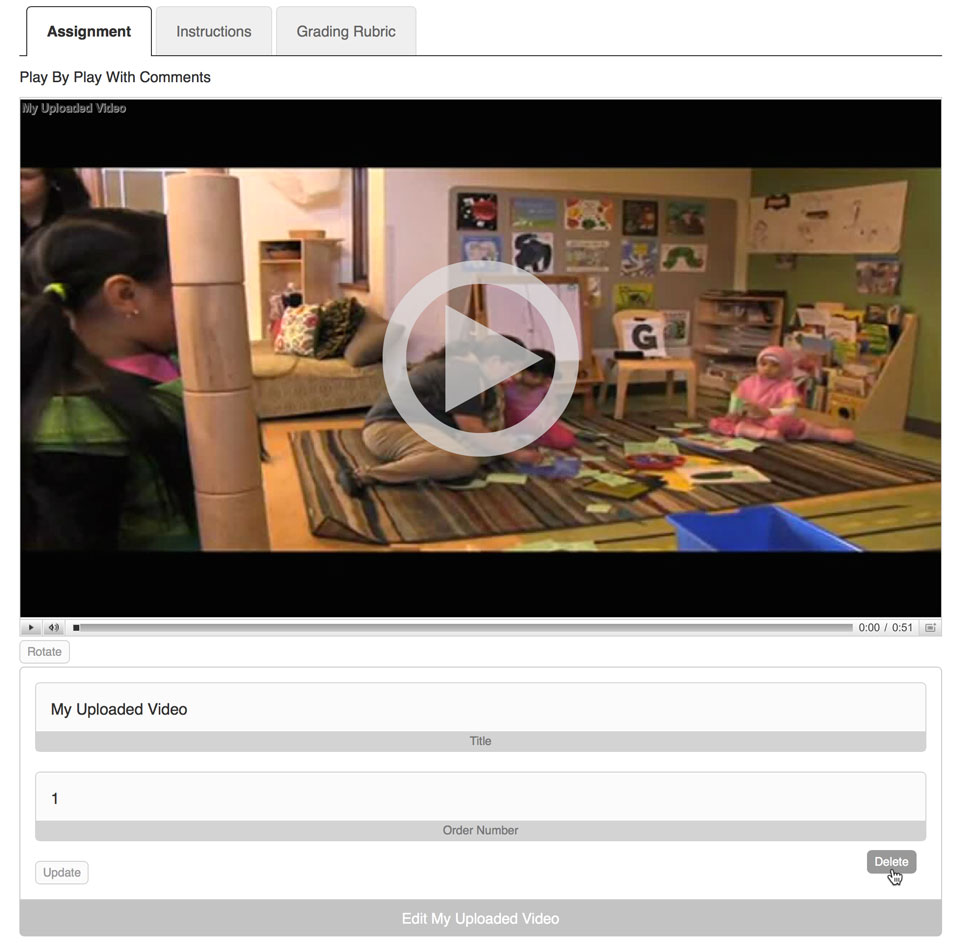 Assignment
Instructions
Grading Rubric
Play By Play With Comments
My Uploaded Video
G
0:00 / 0:51
Rotate
My Uploaded Video
Title
1
Order Number
Update
Delete
Edit My Uploaded Video